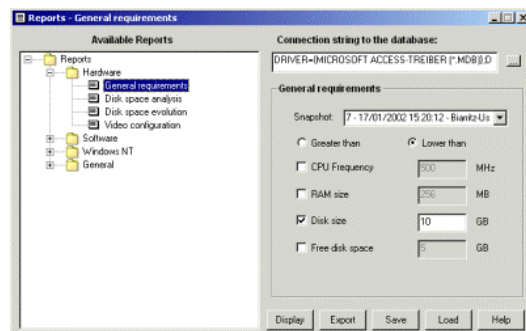 Reports - General requirements
Available Reports
Reports
Hardware
General requirements
Disk space analysis
Disk space evolution
Video configuration
Software
Windows NT
General
Connection string to the database:
DRIVER={MICROSOFT ACCESS-TREIBER (*.MDB)};D
...
General requirements
Snapshot: 7 - 17/01/2002 15:20:12 - Biarritz-Us
Greater than Lower than
CPU Frequency 500 MHz
RAM size 256 MB
Disk size 10 GB
Free disk space 5 GB
Display Export Save Load Help